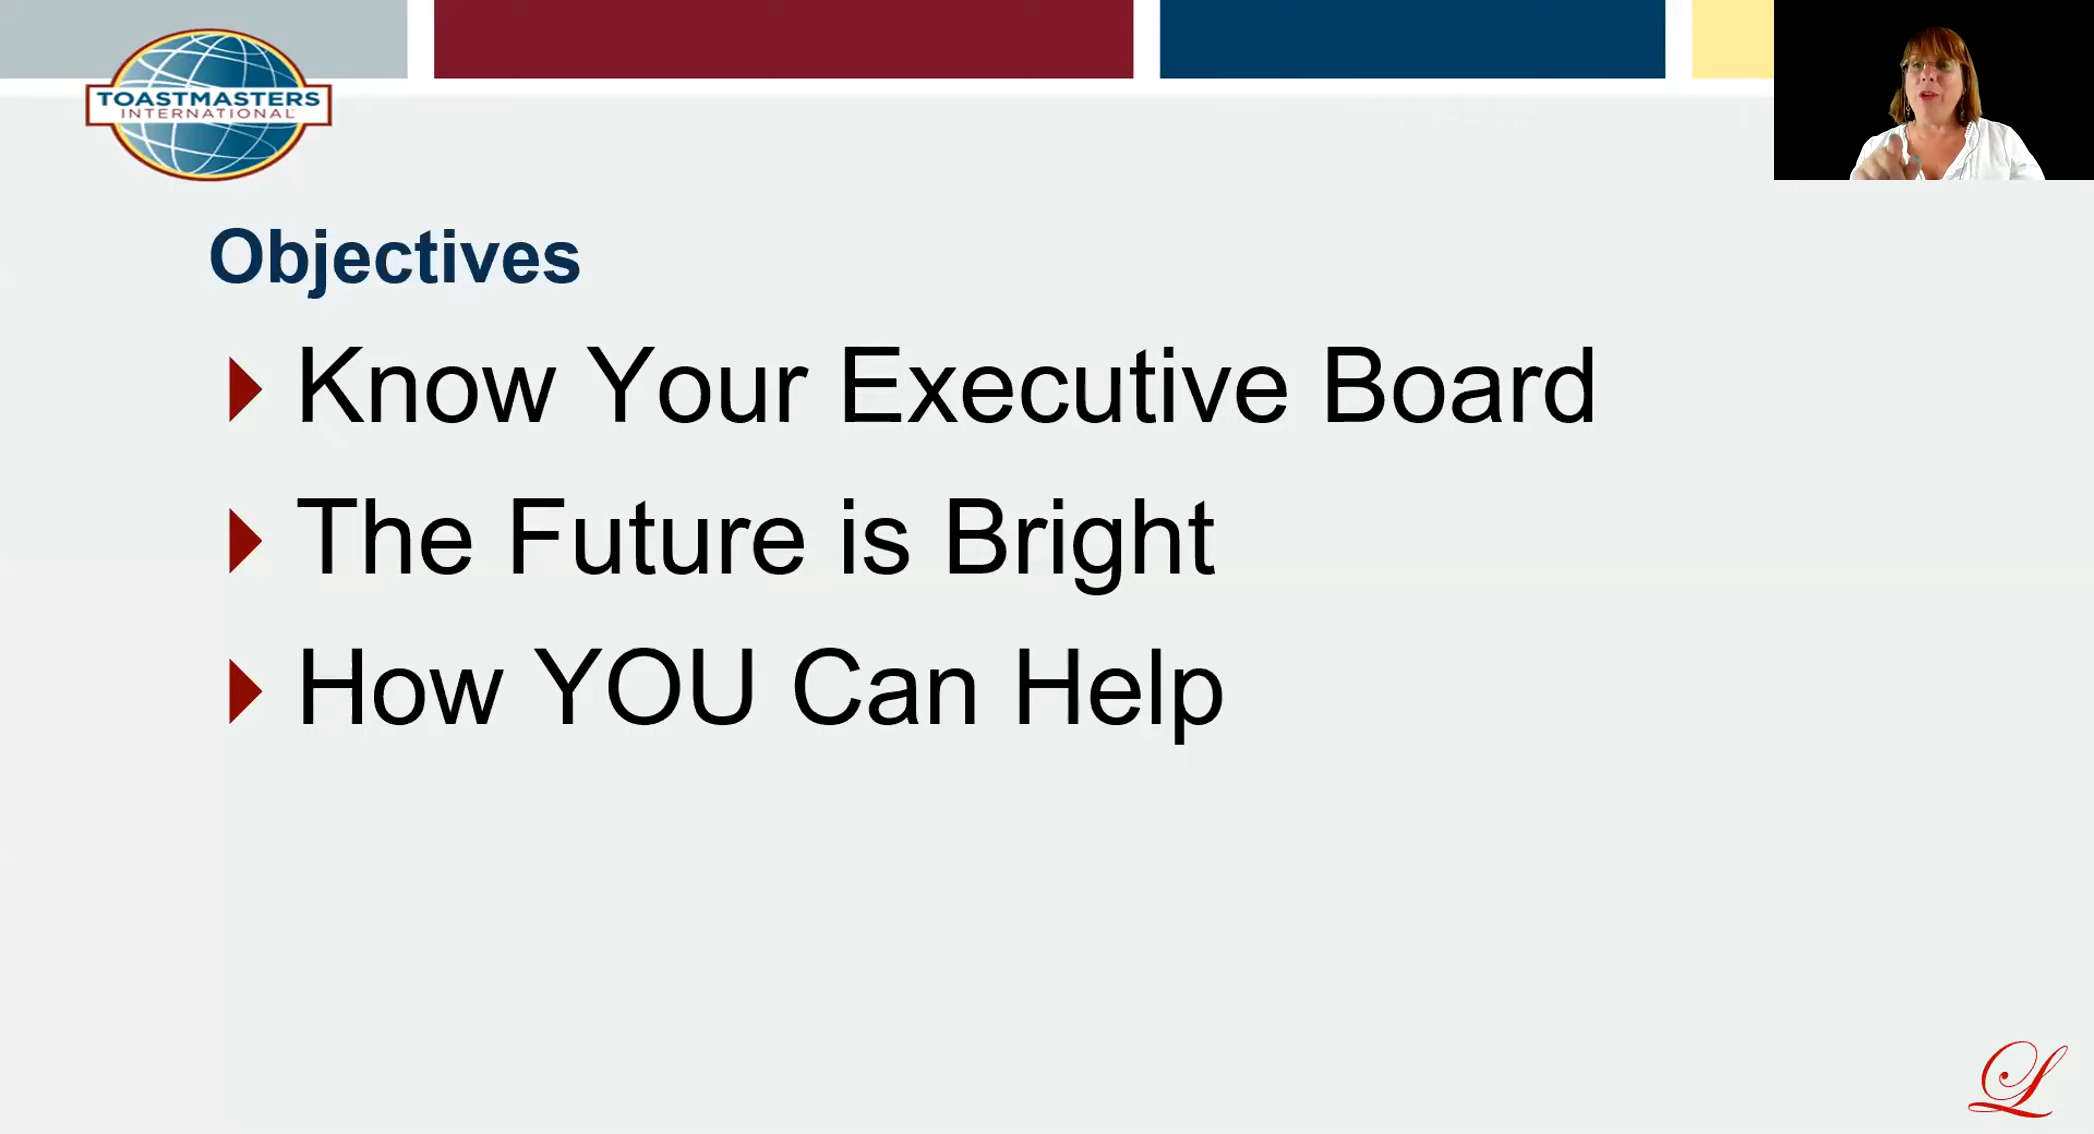 TOASTMASTERS
INTERNATIONAL
Objectives
Know Your Executive Board
The Future is Bright
How YOU Can Help
L